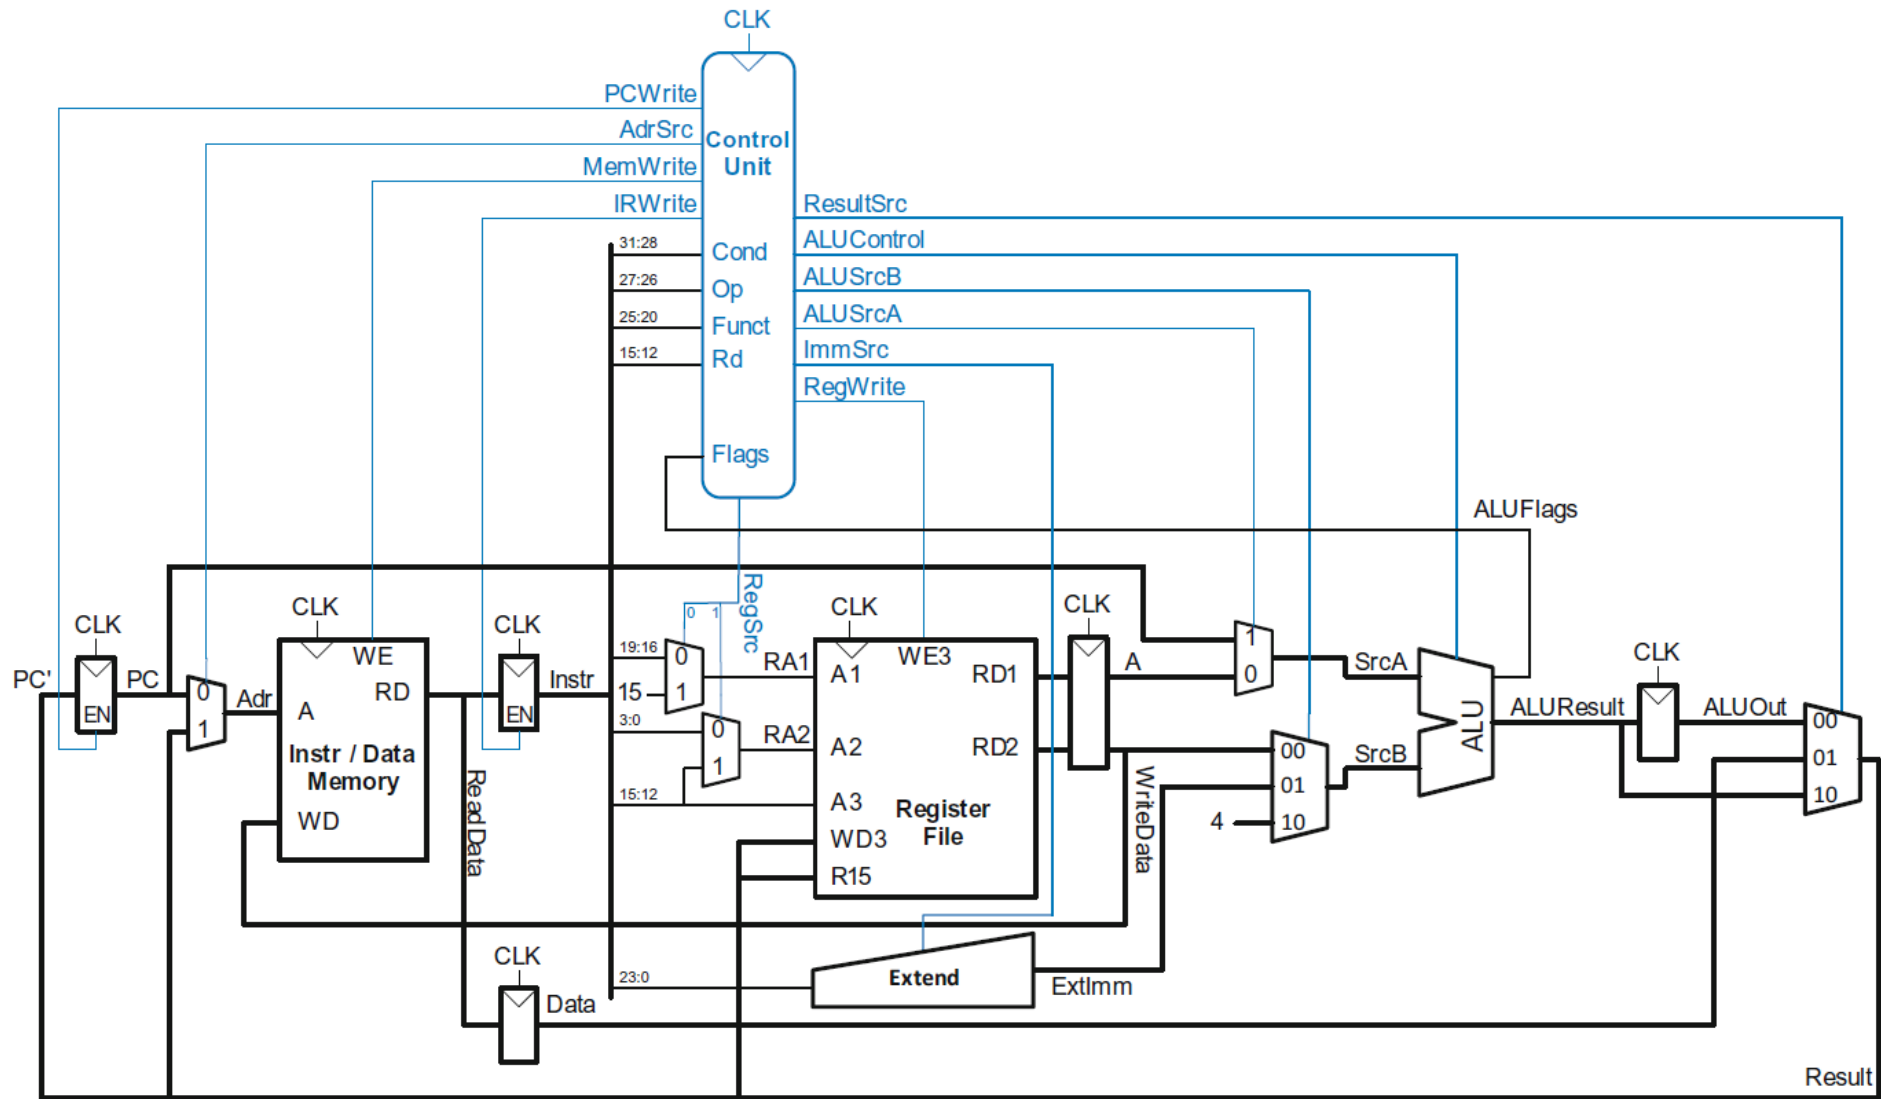 CLK
PCWrite
AdrSrc
MemWrite
IRWrite
Control
Unit
31:28
Cond
27:26
Op
25:20
Funct
15:12
Rd
Flags
ResultSrc
ALUControl
ALUSrcB
ALUSrcA
ImmSrc
RegWrite
ALUFlags
RegSrc
0 1
PC'
CLK
EN
PC
0
1
Adr
CLK
WE
RD
A
Instr / Data
Memory
WD
ReadData
CLK
EN
Instr
19:16
15
0
1
RA1
3:0
0
1
RA2
15:12
CLK
WE3
A1
RD1
A2
RD2
A3
Register
File
WD3
R15
CLK
A
WriteData
1
0
SrcA
00
01
4
10
SrcB
ALU
ALUResult
CLK
ALUOut
00
01
10
23:0
Extend
ExtImm
CLK
Data
Result